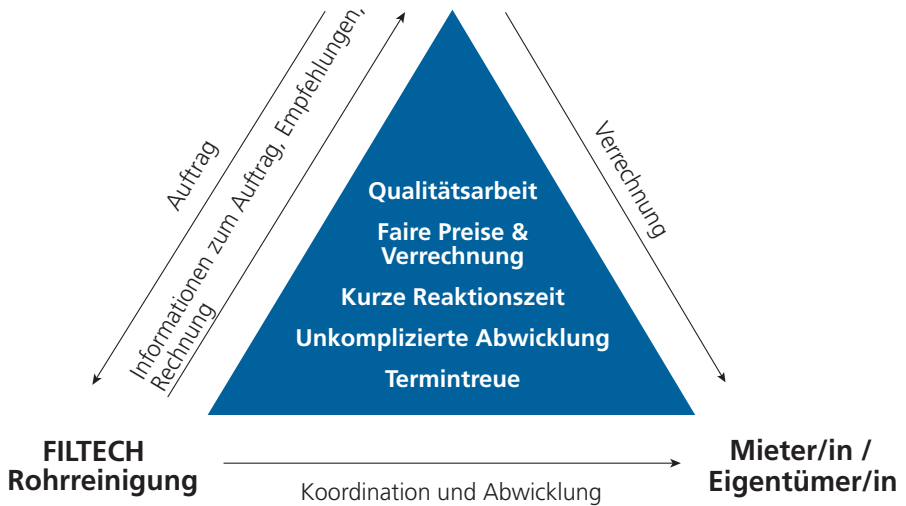 Auftrag
Informationen zum Auftrag, Empfehlungen,
Rechnung
Verrechnung
Qualitätsarbeit
Faire Preise &
Verrechnung
Kurze Reaktionszeit
Unkomplizierte Abwicklung
Termintreue
FILTECH
Rohrreinigung
Koordination und Abwicklung
Mieter/in /
Eigentümer/in